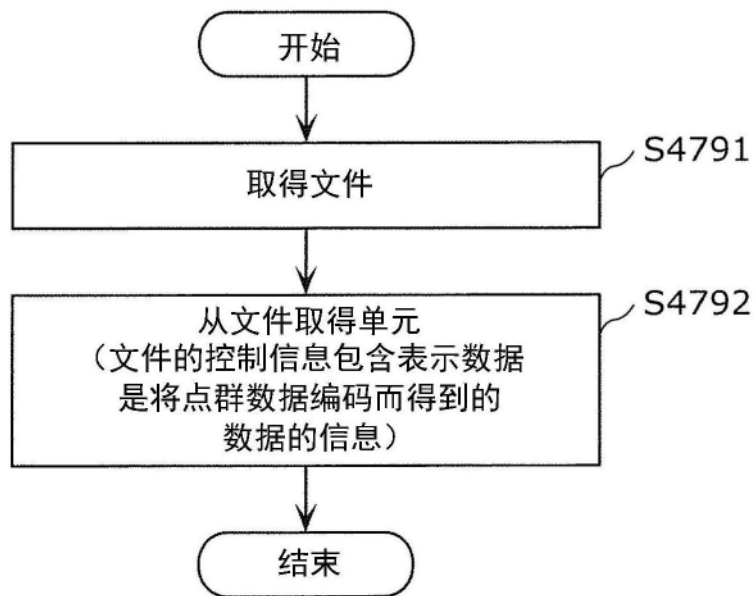 开始
取得文件
S4791
从文件取得单元
（文件的控制信息包含表示数据
是将点群数据编码而得到的
数据的信息）
S4792
结束